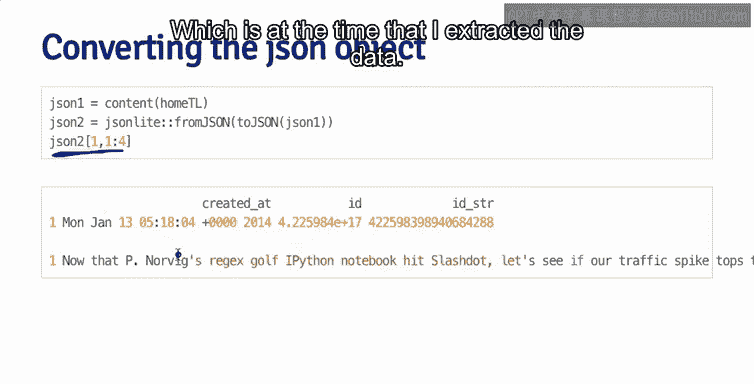 Which is at the time that I extracted the
data.
Converting the json object
json1 = content(homeTL)
json2 = jsonlite::fromJSON(toJSON(json1))
json2[1,1:4]
created_at id id_str
1 Mon Jan 13 05:18:04 +0000 2014 4.225984e+17 422598398940684288
1 Now that P. Norvig's regex golf IPython notebook hit Slashdot, let's see if our traffic spike tops t